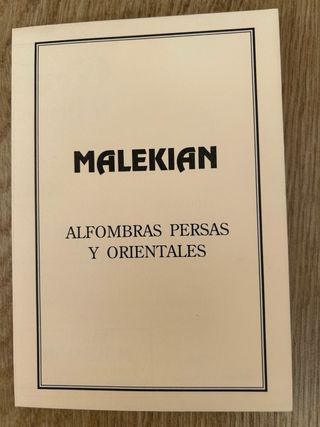 MALEKIAN
ALFOMBRAS PERSAS
Y ORIENTALES